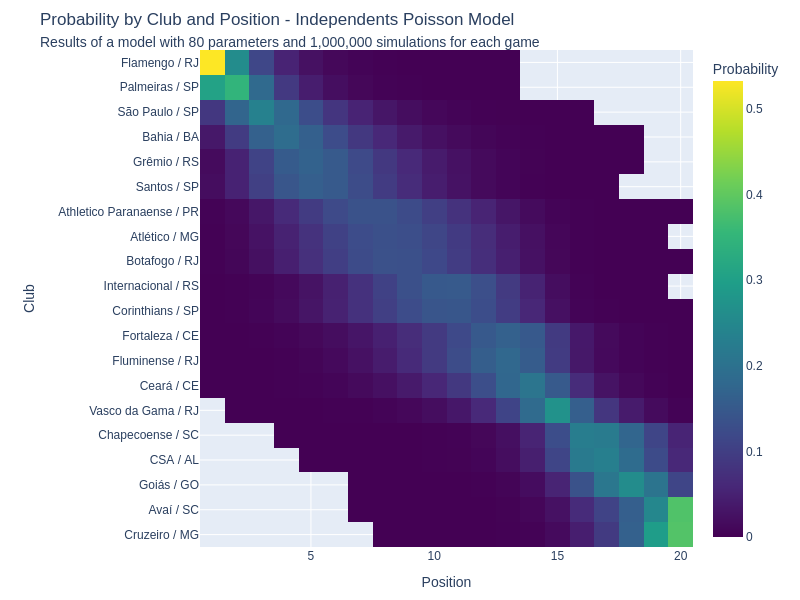 Probability by Club and Position - Independents Poisson Model
Results of a model with 80 parameters and 1,000,000 simulations for each game
Probability
Flamengo / RJ
Palmeiras / SP
São Paulo / SP
Bahia / BA
Grêmio / RS
Santos / SP
Athletico Paranaense / PR
Atlético / MG
Botafogo / RJ
Internacional / RS
Corinthians / SP
Fortaleza / CE
Fluminense / RJ
Ceará / CE
Vasco da Gama / RJ
Chapecoense / SC
CSA / AL
Goiás / GO
Avaí / SC
Cruzeiro / MG
Club
5 10 15 20
Position
0.5
0.4
0.3
0.2
0.1
0